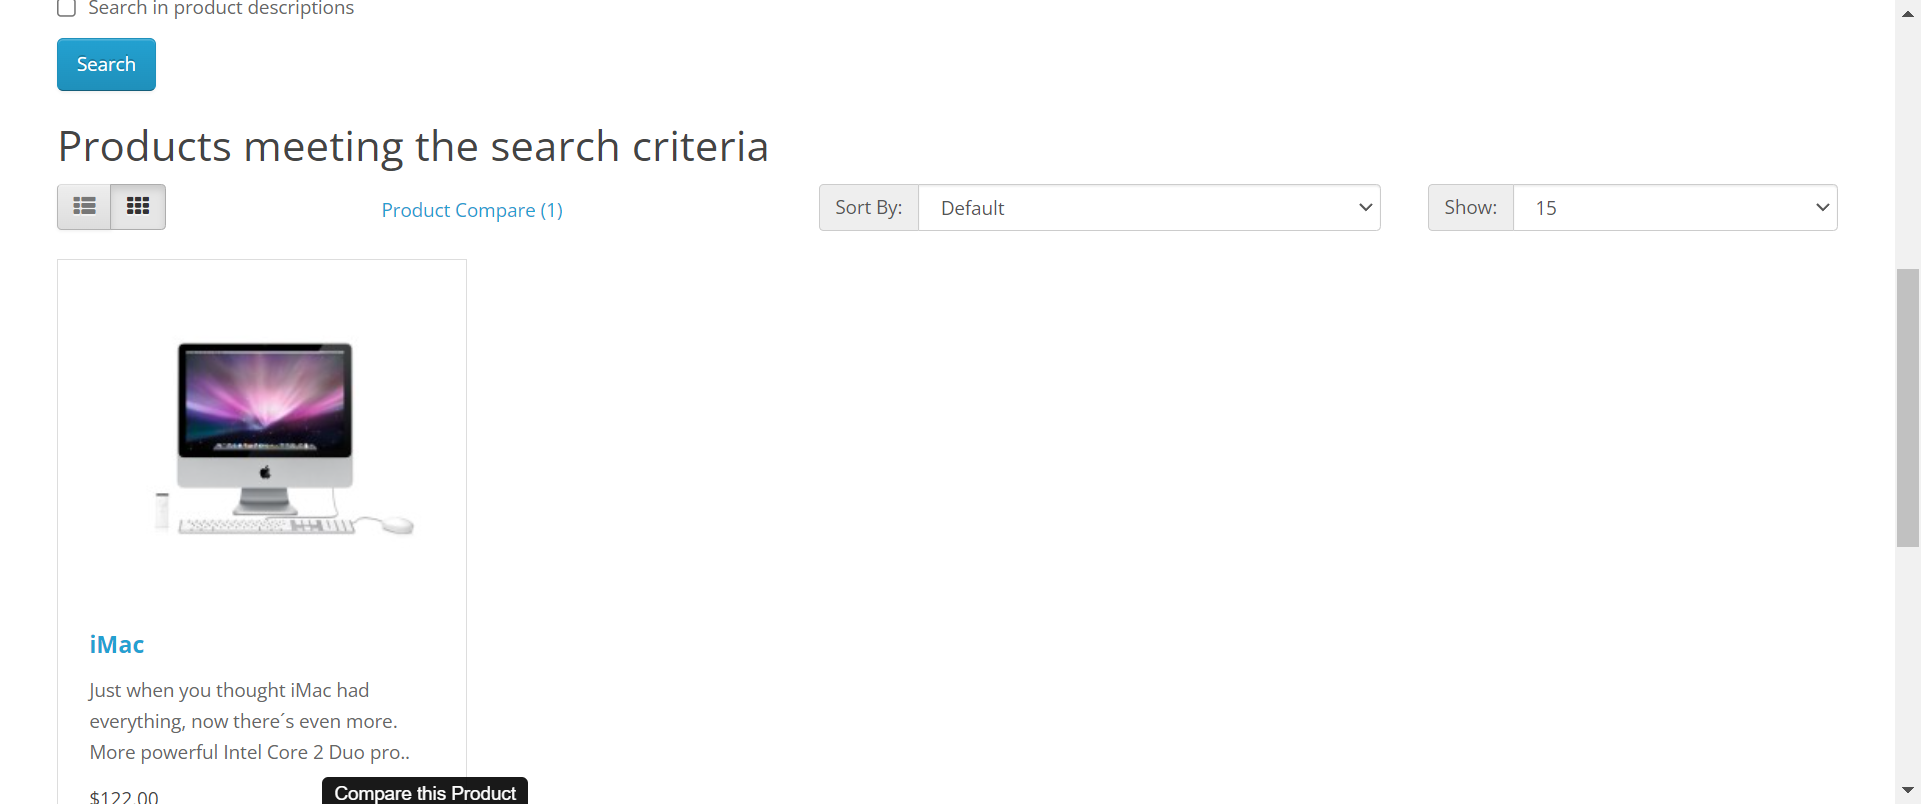 Search in product descriptions
Search
Products meeting the search criteria
Product Compare (1)
Sort By:
Default
Show:
15
iMac
Just when you thought iMac had
everything, now there´s even more.
More powerful Intel Core 2 Duo pro..
$122.00
Compare this Product